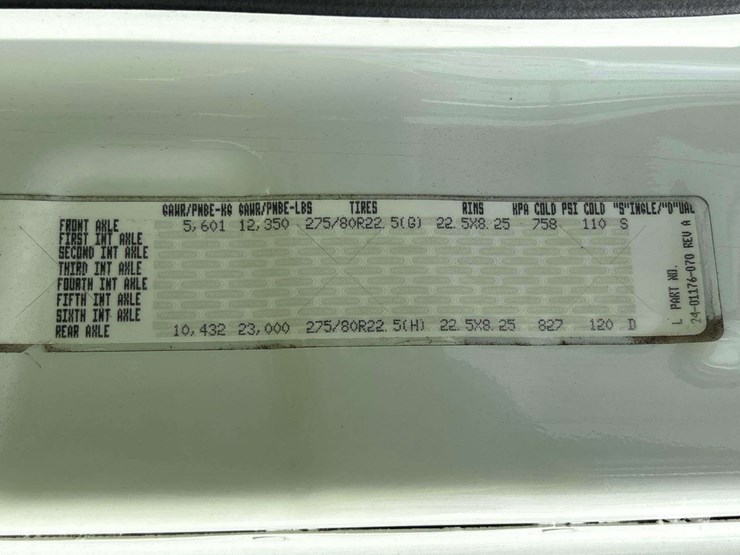 GAWR/PNBE-KG GAWR/PNBE-LBS TIRES RIMS KPA COLD PSI COLD "S"INGLE/"D"UAL
FRONT AXLE 5,601 12,350 275/80R22.5(G) 22.5X8.25 758 110 S
FIRST INT AXLE
SECOND INT AXLE
THIRD INT AXLE
FOURTH INT AXLE
FIFTH INT AXLE
SIXTH INT AXLE
REAR AXLE 10,432 23,000 275/80R22.5(H) 22.5X8.25 827 120 D
L PART NO.
24-01176-070 REV A